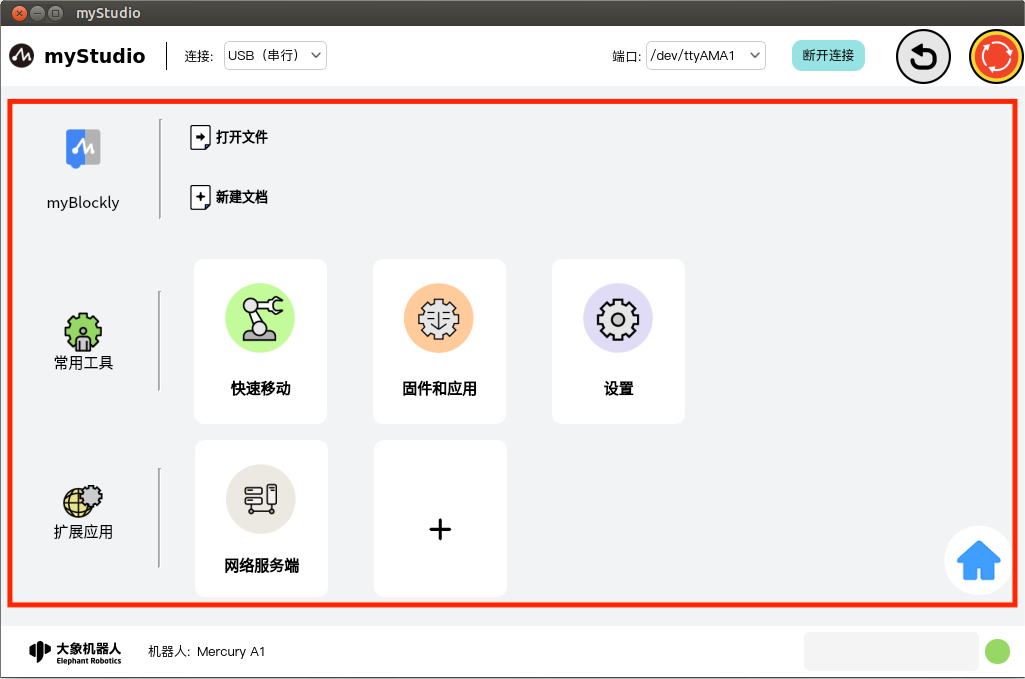 myStudio
myStudio
连接:
USB（串行）
端口:
/dev/ttyAMA1
断开连接
myBlockly
打开文件
新建文档
常用工具
快速移动
固件和应用
设置
扩展应用
网络服务端
大象机器人
Elephant Robotics
机器人: Mercury A1